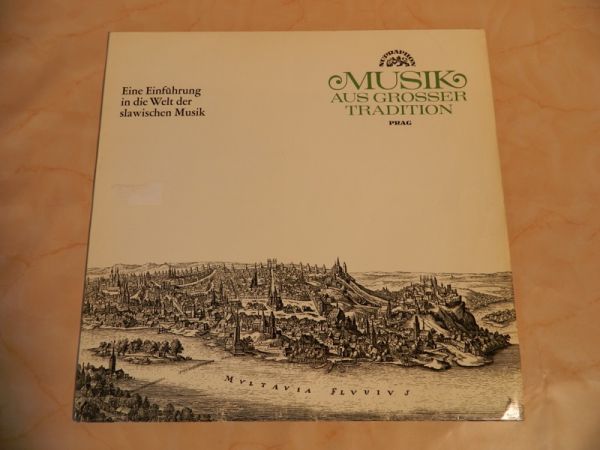 Eine Einführung
in die Welt der
slawischen Musik
SUPRAPHON
MUSIK
AUS GROSSER
TRADITION
PRAG
MVLTAVIA FLVVIVS